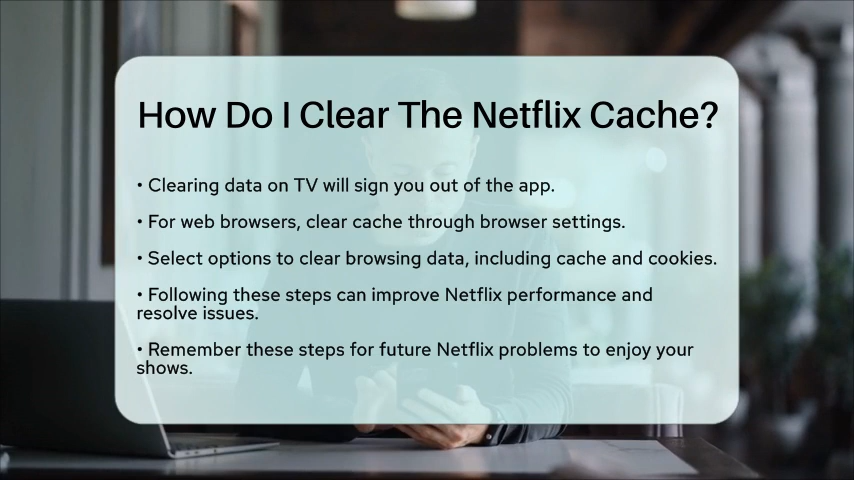 How Do I Clear The Netflix Cache?
• Clearing data on TV will sign you out of the app.
• For web browsers, clear cache through browser settings.
• Select options to clear browsing data, including cache and cookies.
• Following these steps can improve Netflix performance and
resolve issues.
• Remember these steps for future Netflix problems to enjoy your
shows.